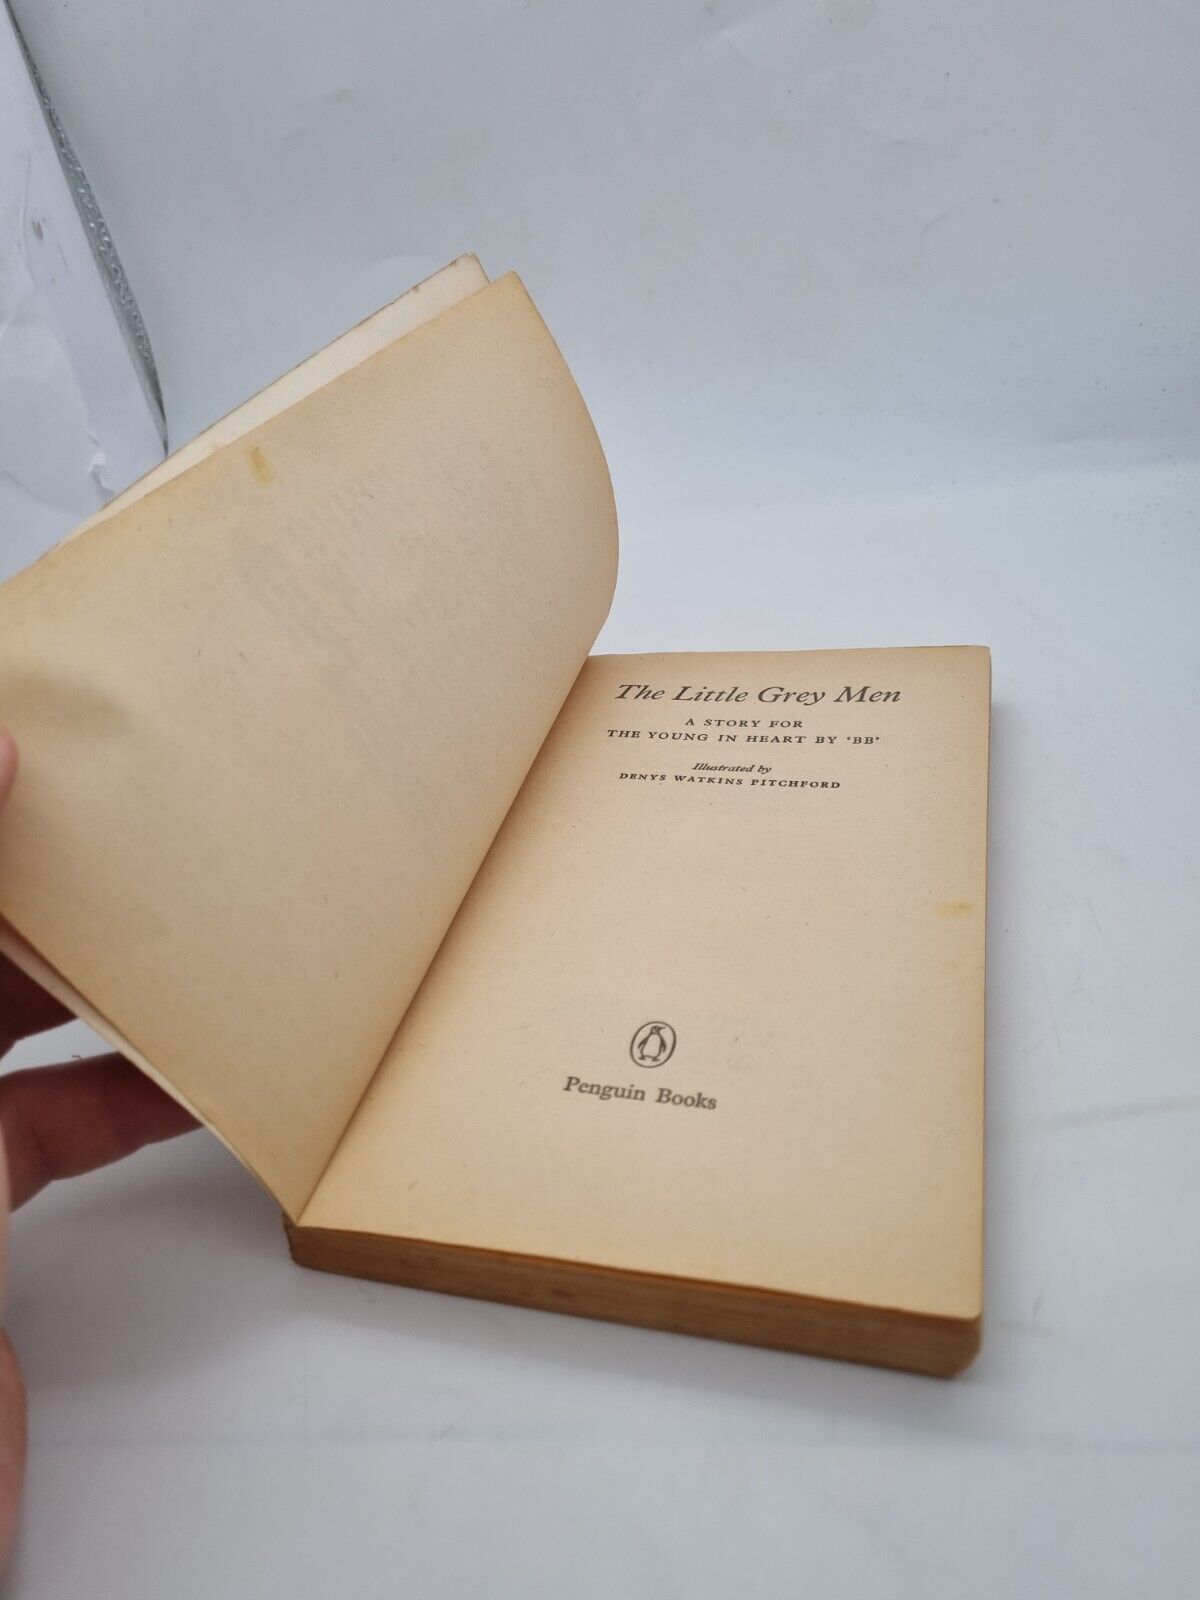 The Little Grey Men
A STORY FOR
THE YOUNG IN HEART BY ‘BB’
Illustrated by
DENYS WATKINS PITCHFORD
Penguin Books